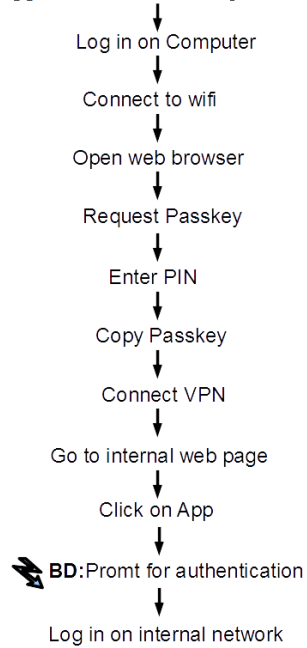 Log in on Computer
Connect to wifi
Open web browser
Request Passkey
Enter PIN
Copy Passkey
Connect VPN
Go to internal web page
Click on App
BD:Promt for authentication
Log in on internal network